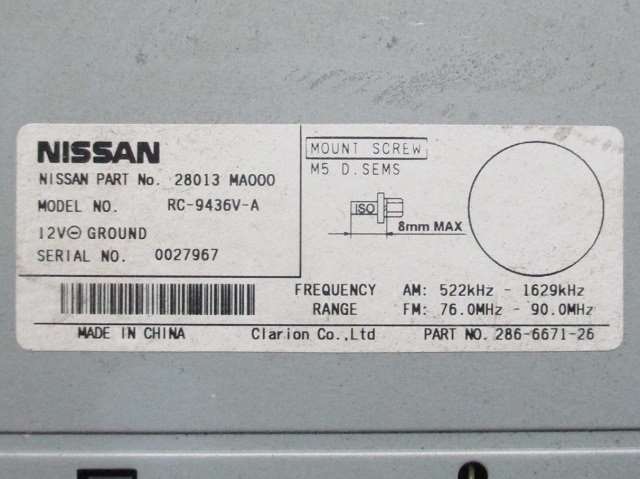 NISSAN
NISSAN PART No. 28013 MA000
MODEL NO. RC-9436V-A
12V⊖ GROUND
SERIAL NO. 0027967
MOUNT SCREW
M5 D.SEMS
ISO
8mm MAX
FREQUENCY RANGE
AM: 522kHz - 1629kHz
FM: 76.0MHz - 90.0MHz
MADE IN CHINA
Clarion Co.,Ltd
PART NO. 286-6671-26